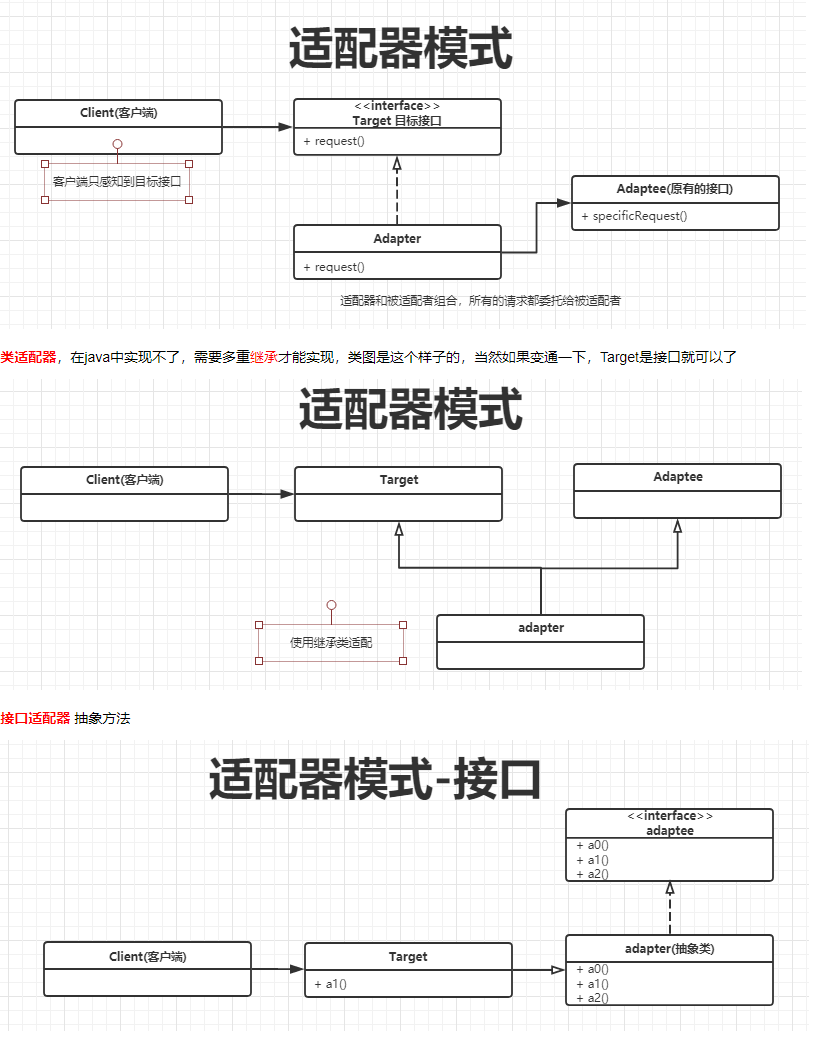 适配器模式
Client(客户端)
<<interface>>
Target 目标接口
+ request()
客户端只感知到目标接口
Adaptee(原有的接口)
+ specificRequest()
Adapter
+ request()
适配器和被适配者组合，所有的请求都委托给被适配者
类适配器，在java中实现不了，需要多重继承才能实现，类图是这个样子的，当然如果变通一下，Target是接口就可以了
适配器模式
Client(客户端)
Target
Adaptee
使用继承类适配
adapter
接口适配器 抽象方法
适配器模式-接口
<<interface>>
adaptee
+ a0()
+ a1()
+ a2()
Client(客户端)
Target
+ a1()
adapter(抽象类)
+ a0()
+ a1()
+ a2()